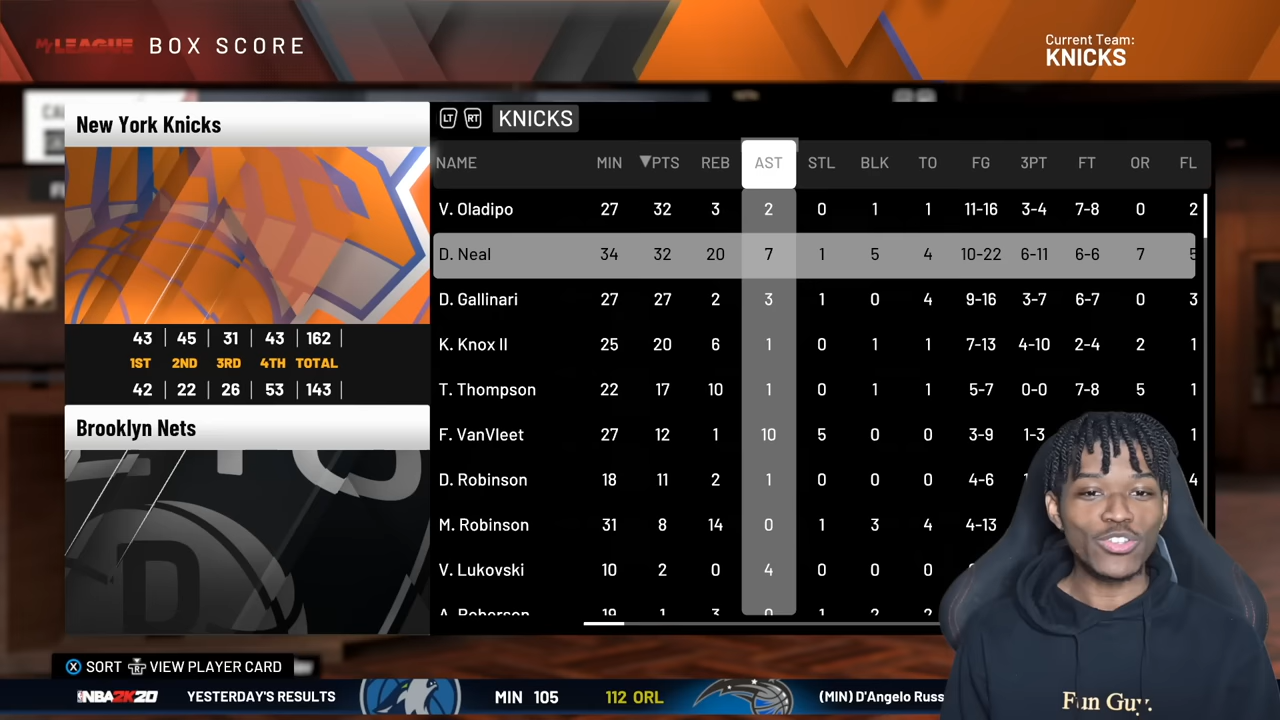 MyLEAGUE BOX SCORE
Current Team:
KNICKS
New York Knicks
43 45 31 43 162
1ST 2ND 3RD 4TH TOTAL
42 22 26 53 143
Brooklyn Nets
LT RT KNICKS
NAME MIN ▼PTS REB AST STL BLK TO FG 3PT FT OR FL
V. Oladipo 27 32 3 2 0 1 1 11-16 3-4 7-8 0 2
D. Neal 34 32 20 7 1 5 4 10-22 6-11 6-6 7 5
D. Gallinari 27 27 2 3 1 0 4 9-16 3-7 6-7 0 3
K. Knox II 25 20 6 1 0 1 1 7-13 4-10 2-4 2 1
T. Thompson 22 17 10 1 0 1 1 5-7 0-0 7-8 5 1
F. VanVleet 27 12 1 10 5 0 0 3-9 1-3 1
D. Robinson 18 11 2 1 0 0 0 4-6 4
M. Robinson 31 8 14 0 1 3 4 4-13
V. Lukovski 10 2 0 4 0 0 0
A. Roberson 19 1 3 0 1 2 2
X SORT R VIEW PLAYER CARD
NBA2K20 YESTERDAY'S RESULTS MIN 105 112 ORL (MIN) D'Angelo Russ
Fun Guy.